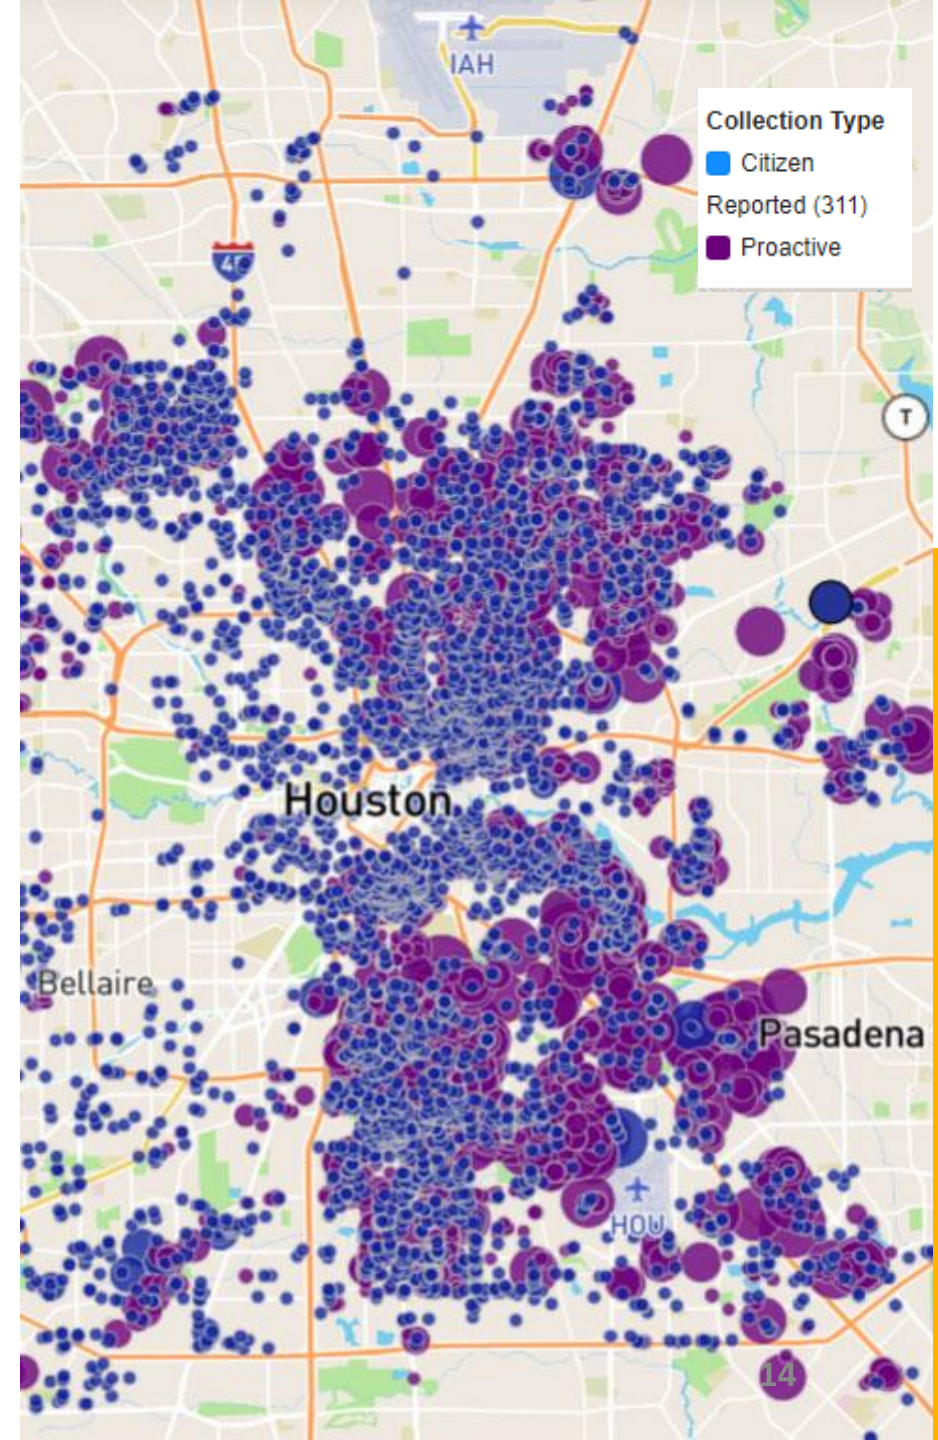 IAH
Collection Type
Citizen
Reported (311)
Proactive
45
T
Houston
Bellaire
Pasadena
HOU
14